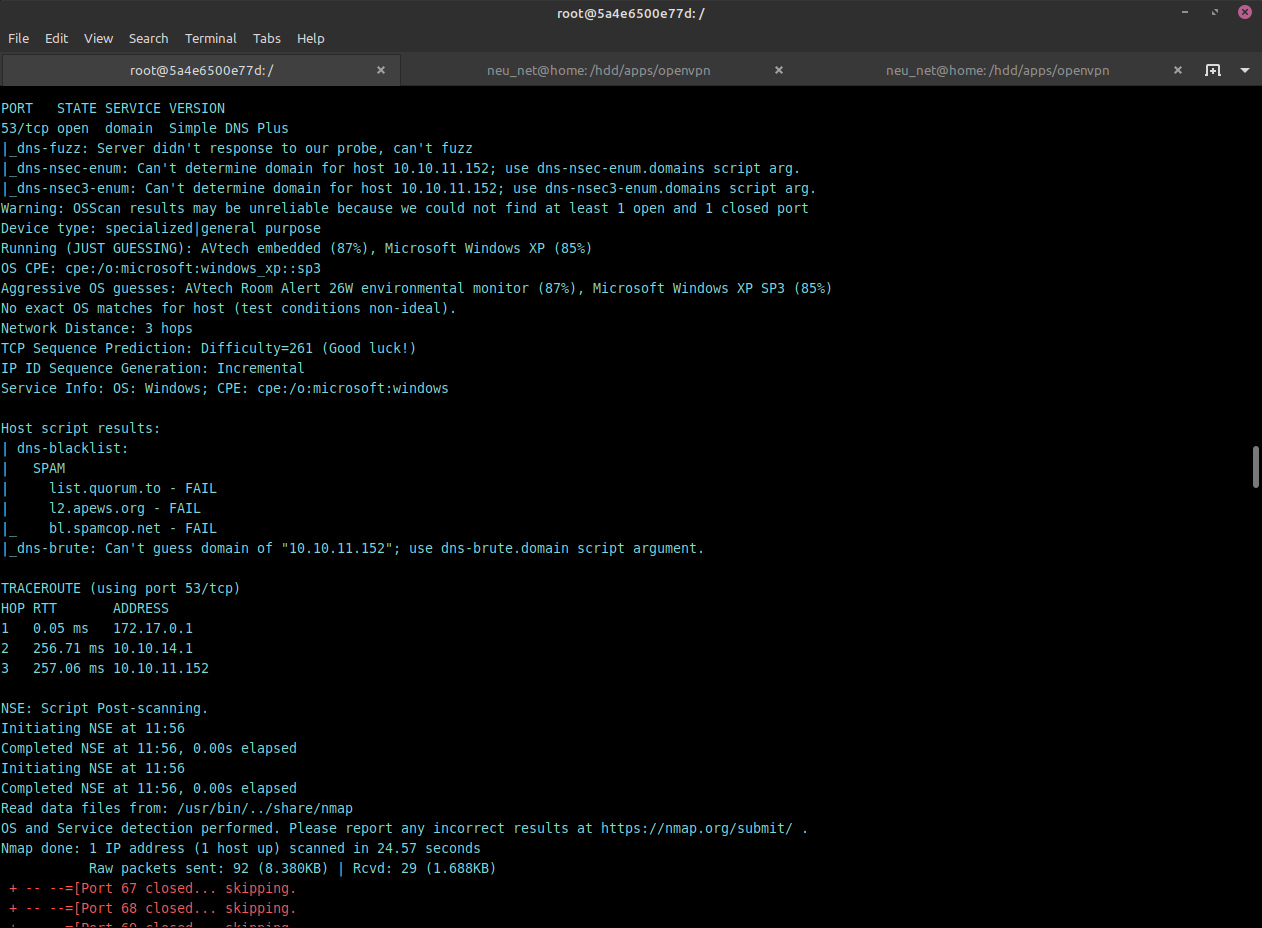 root@5a4e6500e77d: /
File Edit View Search Terminal Tabs Help
root@5a4e6500e77d: / neu_net@home: /hdd/apps/openvpn neu_net@home: /hdd/apps/openvpn
PORT   STATE SERVICE VERSION
53/tcp open  domain  Simple DNS Plus
|_dns-fuzz: Server didn't response to our probe, can't fuzz
|_dns-nsec-enum: Can't determine domain for host 10.10.11.152; use dns-nsec-enum.domains script arg.
|_dns-nsec3-enum: Can't determine domain for host 10.10.11.152; use dns-nsec3-enum.domains script arg.
Warning: OSScan results may be unreliable because we could not find at least 1 open and 1 closed port
Device type: specialized|general purpose
Running (JUST GUESSING): AVtech embedded (87%), Microsoft Windows XP (85%)
OS CPE: cpe:/o:microsoft:windows_xp::sp3
Aggressive OS guesses: AVtech Room Alert 26W environmental monitor (87%), Microsoft Windows XP SP3 (85%)
No exact OS matches for host (test conditions non-ideal).
Network Distance: 3 hops
TCP Sequence Prediction: Difficulty=261 (Good luck!)
IP ID Sequence Generation: Incremental
Service Info: OS: Windows; CPE: cpe:/o:microsoft:windows
Host script results:
| dns-blacklist:
|   SPAM
|     list.quorum.to - FAIL
|     l2.apews.org - FAIL
|_    bl.spamcop.net - FAIL
|_dns-brute: Can't guess domain of "10.10.11.152"; use dns-brute.domain script argument.
TRACEROUTE (using port 53/tcp)
HOP RTT       ADDRESS
1   0.05 ms   172.17.0.1
2   256.71 ms 10.10.14.1
3   257.06 ms 10.10.11.152
NSE: Script Post-scanning.
Initiating NSE at 11:56
Completed NSE at 11:56, 0.00s elapsed
Initiating NSE at 11:56
Completed NSE at 11:56, 0.00s elapsed
Read data files from: /usr/bin/../share/nmap
OS and Service detection performed. Please report any incorrect results at https://nmap.org/submit/ .
Nmap done: 1 IP address (1 host up) scanned in 24.57 seconds
           Raw packets sent: 92 (8.380KB) | Rcvd: 29 (1.688KB)
 + -- --=[Port 67 closed... skipping.
 + -- --=[Port 68 closed... skipping.
 + -- --=[Port 69 closed... skipping.